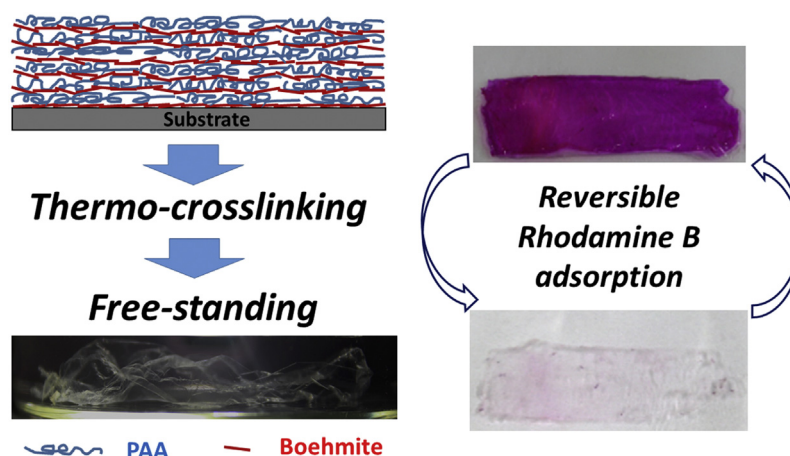 Substrate
Thermo-crosslinking
Free-standing
PAA
Boehmite
Reversible
Rhodamine B
adsorption